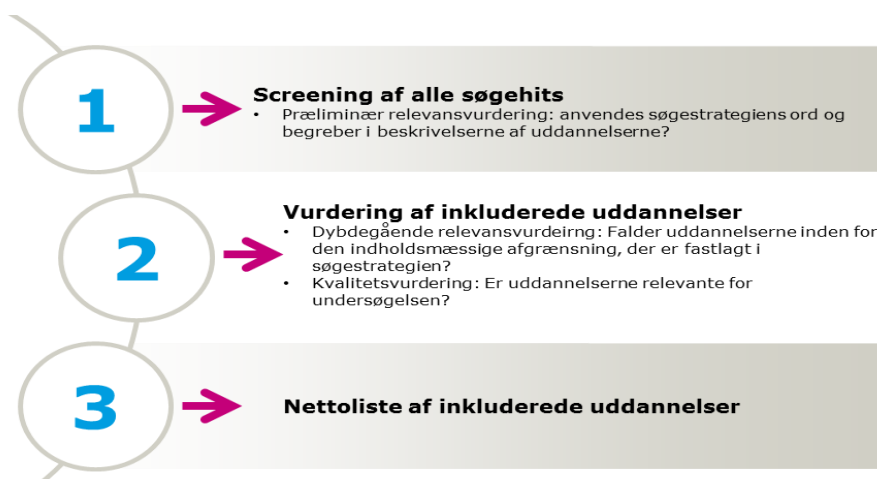 1
Screening af alle søgehits
• Præliminær relevansvurdering: anvendes søgestrategiens ord og
begreber i beskrivelserne af uddannelserne?
2
Vurdering af inkluderede uddannelser
• Dybdegående relevansvurdeirng: Falder uddannelserne inden for
den indholdsmæssige afgrænsning, der er fastlagt i
søgestrategien?
• Kvalitetsvurdering: Er uddannelserne relevante for
undersøgelsen?
3
Nettoliste af inkluderede uddannelser